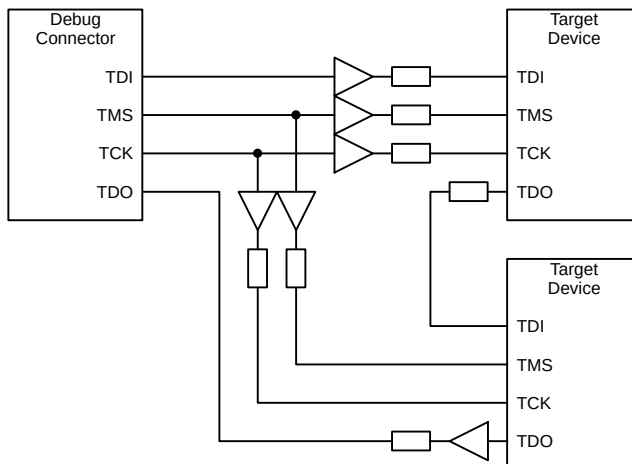 Debug
Connector
TDI
TMS
TCK
TDO
Target
Device
TDI
TMS
TCK
TDO
Target
Device
TDI
TMS
TCK
TDO